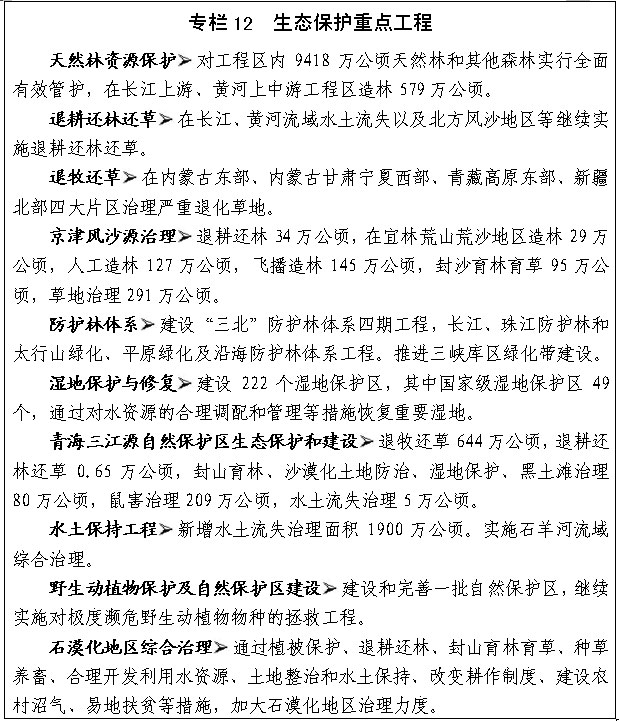 专栏 12　生态保护重点工程
天然林资源保护➢ 对工程区内 9418 万公顷天然林和其他森林实行全面
有效管护，在长江上游、黄河上中游工程区造林 579 万公顷。
退耕还林还草➢ 在长江、黄河流域水土流失以及北方风沙地区等继续实
施退耕还林还草。
退牧还草➢ 在内蒙古东部、内蒙古甘肃宁夏西部、青藏高原东部、新疆
北部四大片区治理严重退化草地。
京津风沙源治理➢ 退耕还林 34 万公顷，在宜林荒山荒沙地区造林 29 万
公顷，人工造林 127 万公顷，飞播造林 145 万公顷，封沙育林育草 95 万公
顷，草地治理 291 万公顷。
防护林体系➢ 建设“三北”防护林体系四期工程，长江、珠江防护林和
太行山绿化、平原绿化及沿海防护林体系工程。推进三峡库区绿化带建设。
湿地保护与修复➢ 建设 222 个湿地保护区，其中国家级湿地保护区 49
个，通过对水资源的合理调配和管理等措施恢复重要湿地。
青海三江源自然保护区生态保护和建设➢ 退牧还草 644 万公顷，退耕还
林还草 0.65 万公顷，封山育林、沙漠化土地防治、湿地保护、黑土滩治理
80 万公顷，鼠害治理 209 万公顷，水土流失治理 5 万公顷。
水土保持工程➢ 新增水土流失治理面积 1900 万公顷。实施石羊河流域
综合治理。
野生动植物保护及自然保护区建设➢ 建设和完善一批自然保护区，继续
实施对极度濒危野生动植物物种的拯救工程。
石漠化地区综合治理➢ 通过植被保护、退耕还林、封山育林育草、种草
养畜、合理开发利用水资源、土地整治和水土保持、改变耕作制度、建设农
村沼气、易地扶贫等措施，加大石漠化地区治理力度。